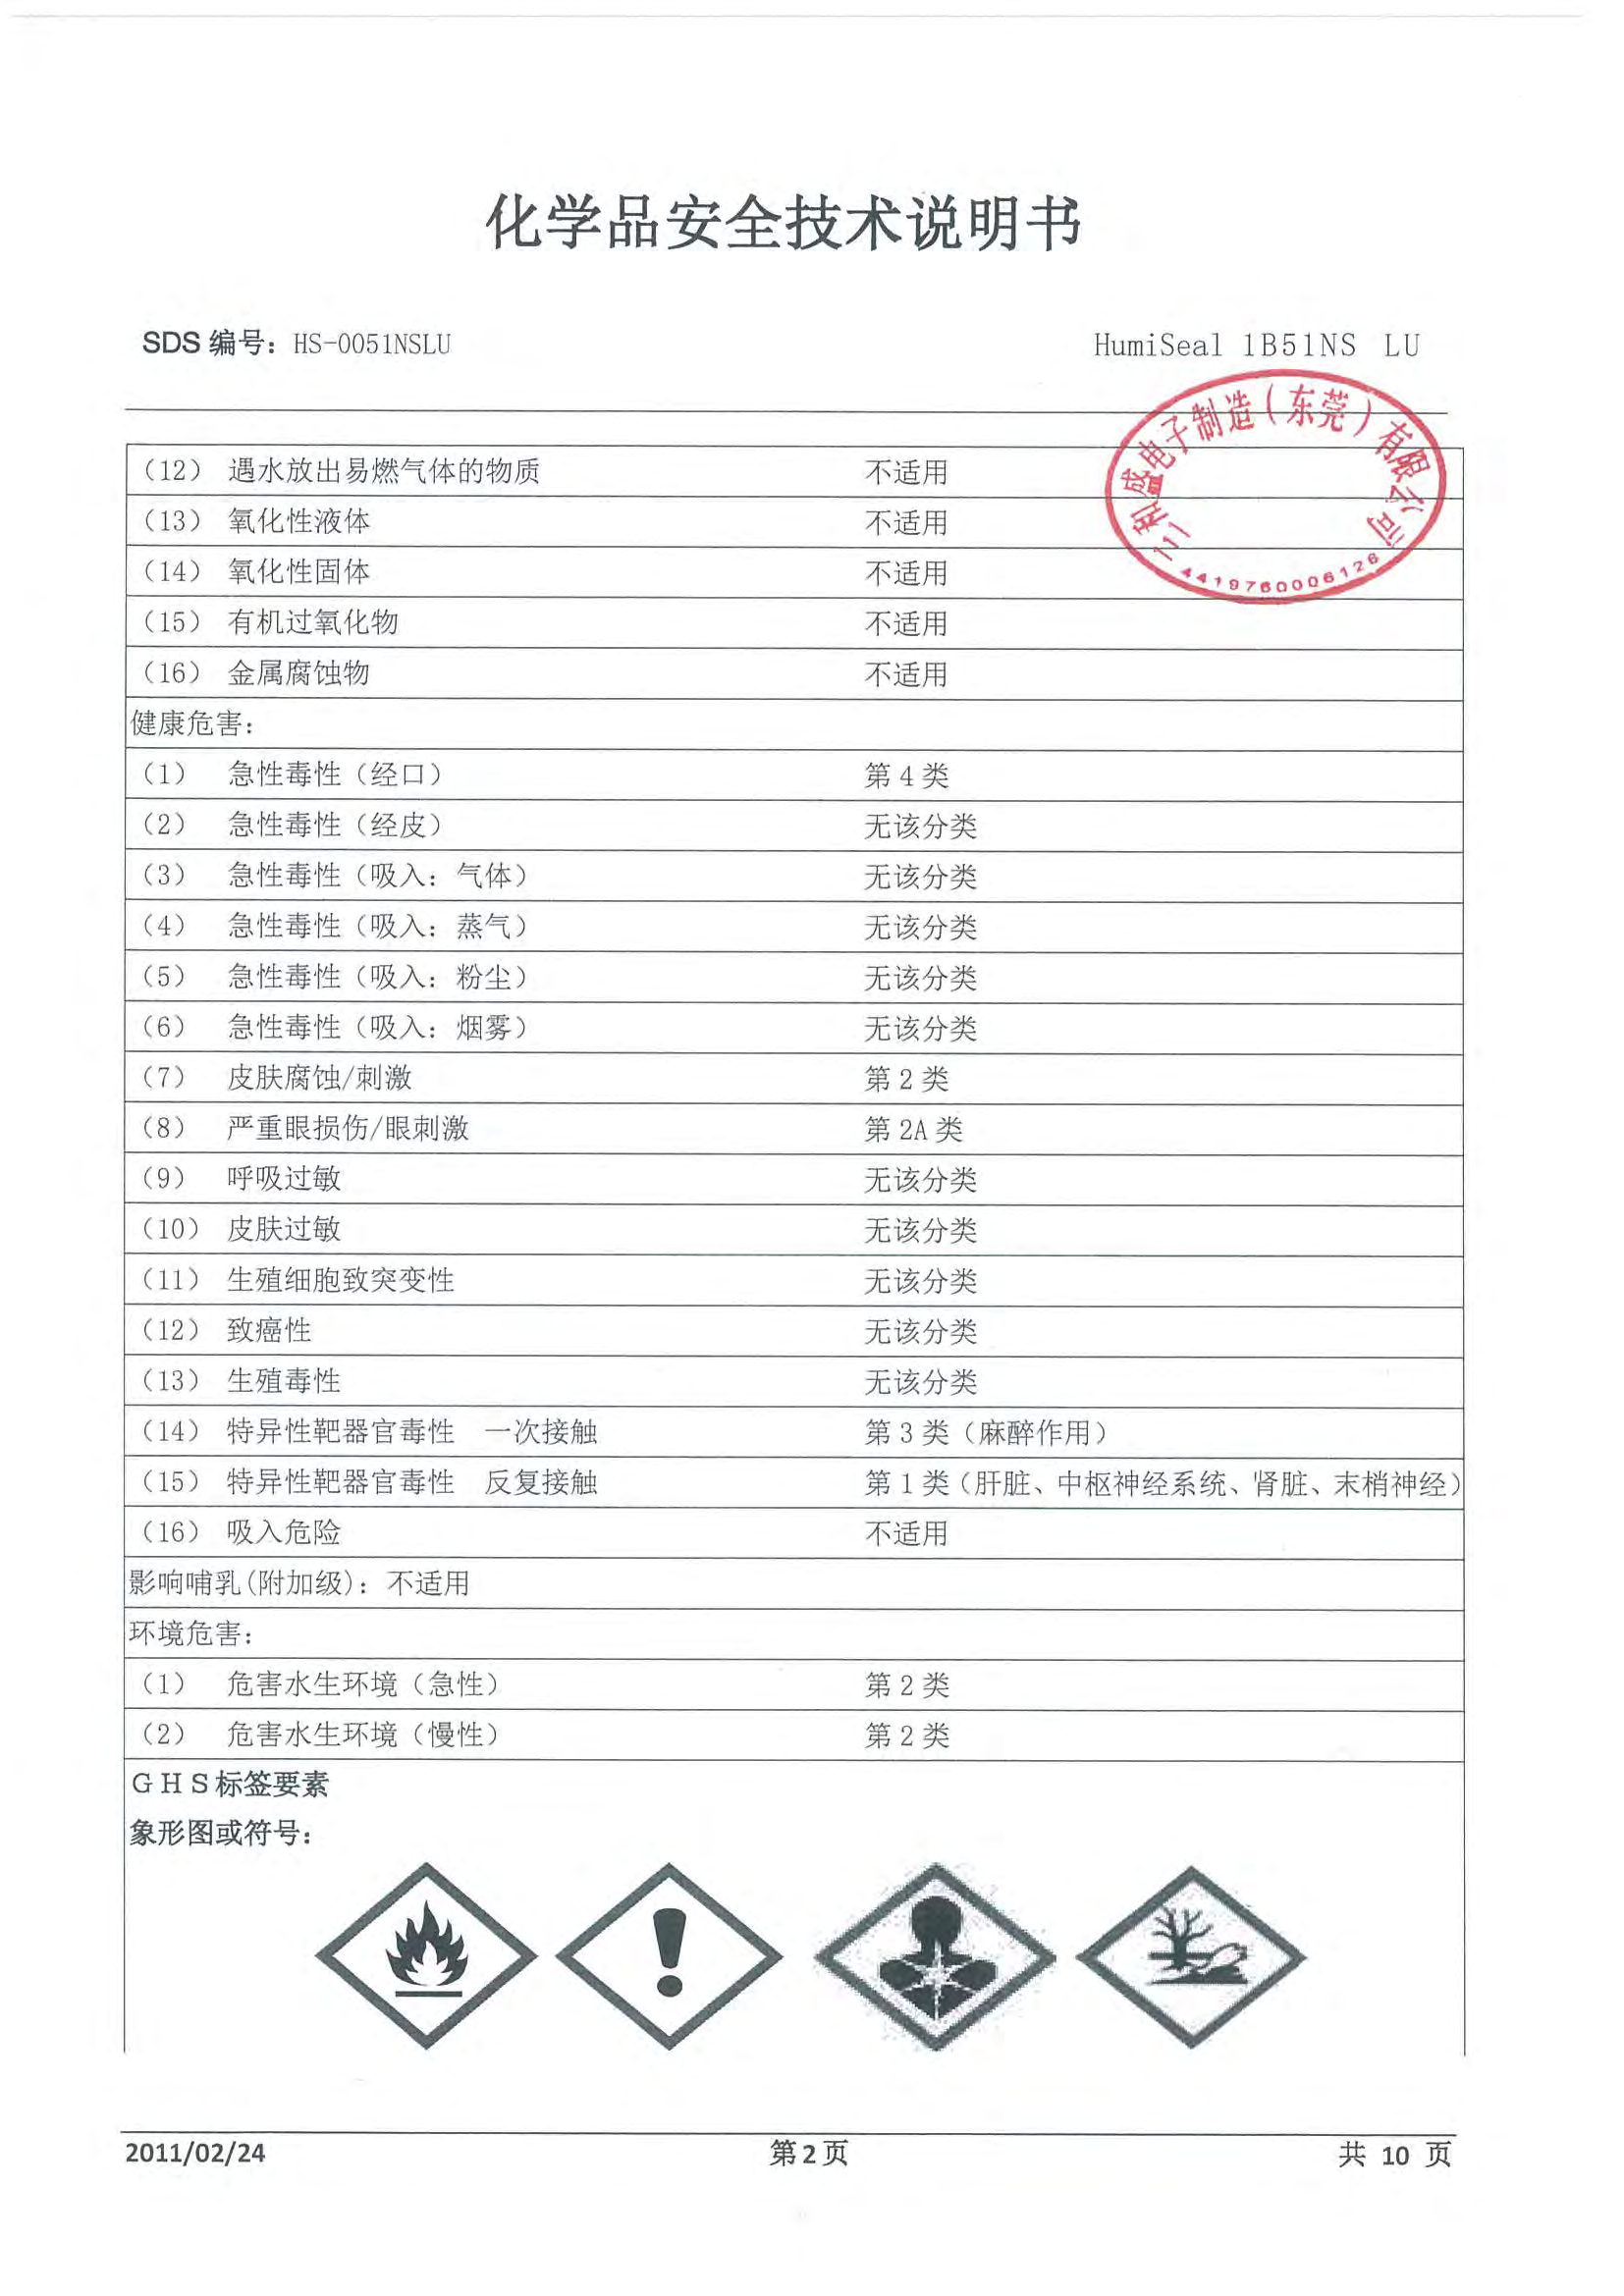 化学品安全技术说明书
SDS 编号：HS-0051NSLU
HumiSeal 1B51NS LU
和盛电子制造（东莞）有限公司
4419760006126
（12） 遇水放出易燃气体的物质 不适用
（13） 氧化性液体 不适用
（14） 氧化性固体 不适用
（15） 有机过氧化物 不适用
（16） 金属腐蚀物 不适用
健康危害：
（1） 急性毒性（经口） 第 4 类
（2） 急性毒性（经皮） 无该分类
（3） 急性毒性（吸入：气体） 无该分类
（4） 急性毒性（吸入：蒸气） 无该分类
（5） 急性毒性（吸入：粉尘） 无该分类
（6） 急性毒性（吸入：烟雾） 无该分类
（7） 皮肤腐蚀/刺激 第 2 类
（8） 严重眼损伤/眼刺激 第 2A 类
（9） 呼吸过敏 无该分类
（10） 皮肤过敏 无该分类
（11） 生殖细胞致突变性 无该分类
（12） 致癌性 无该分类
（13） 生殖毒性 无该分类
（14） 特异性靶器官毒性 一次接触 第 3 类（麻醉作用）
（15） 特异性靶器官毒性 反复接触 第 1 类（肝脏、中枢神经系统、肾脏、末梢神经）
（16） 吸入危险 不适用
影响哺乳(附加级)：不适用
环境危害：
（1） 危害水生环境（急性） 第 2 类
（2） 危害水生环境（慢性） 第 2 类
ＧＨＳ标签要素
象形图或符号：
2011/02/24 第 2 页 共 10 页